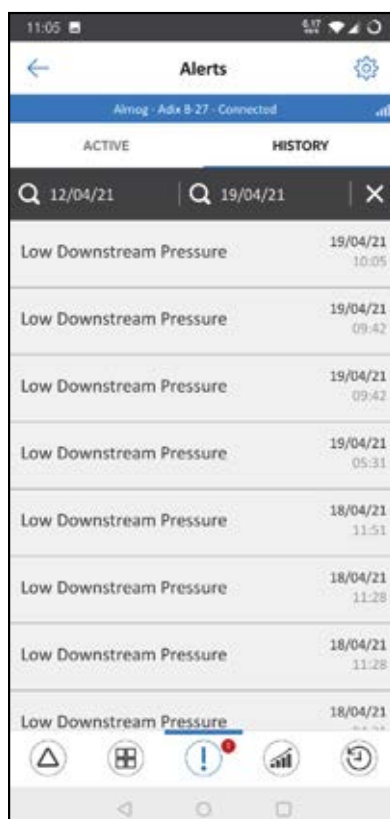 11:05
Alerts
Almog - Adix 8-27 - Connected
ACTIVE HISTORY
12/04/21 19/04/21
Low Downstream Pressure 19/04/21
10:05
Low Downstream Pressure 19/04/21
09:42
Low Downstream Pressure 19/04/21
09:42
Low Downstream Pressure 19/04/21
05:31
Low Downstream Pressure 18/04/21
11:51
Low Downstream Pressure 18/04/21
11:28
Low Downstream Pressure 18/04/21
11:28
Low Downstream Pressure 18/04/21